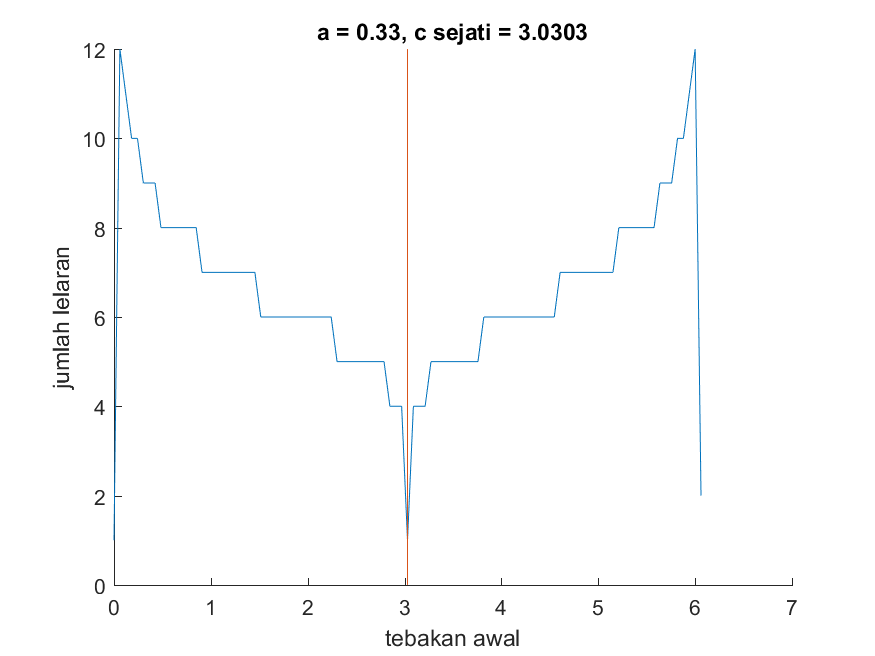 a = 0.33, c sejati = 3.0303
12
10
8
6
4
2
0
jumlah lelaran
0 1 2 3 4 5 6 7
tebakan awal